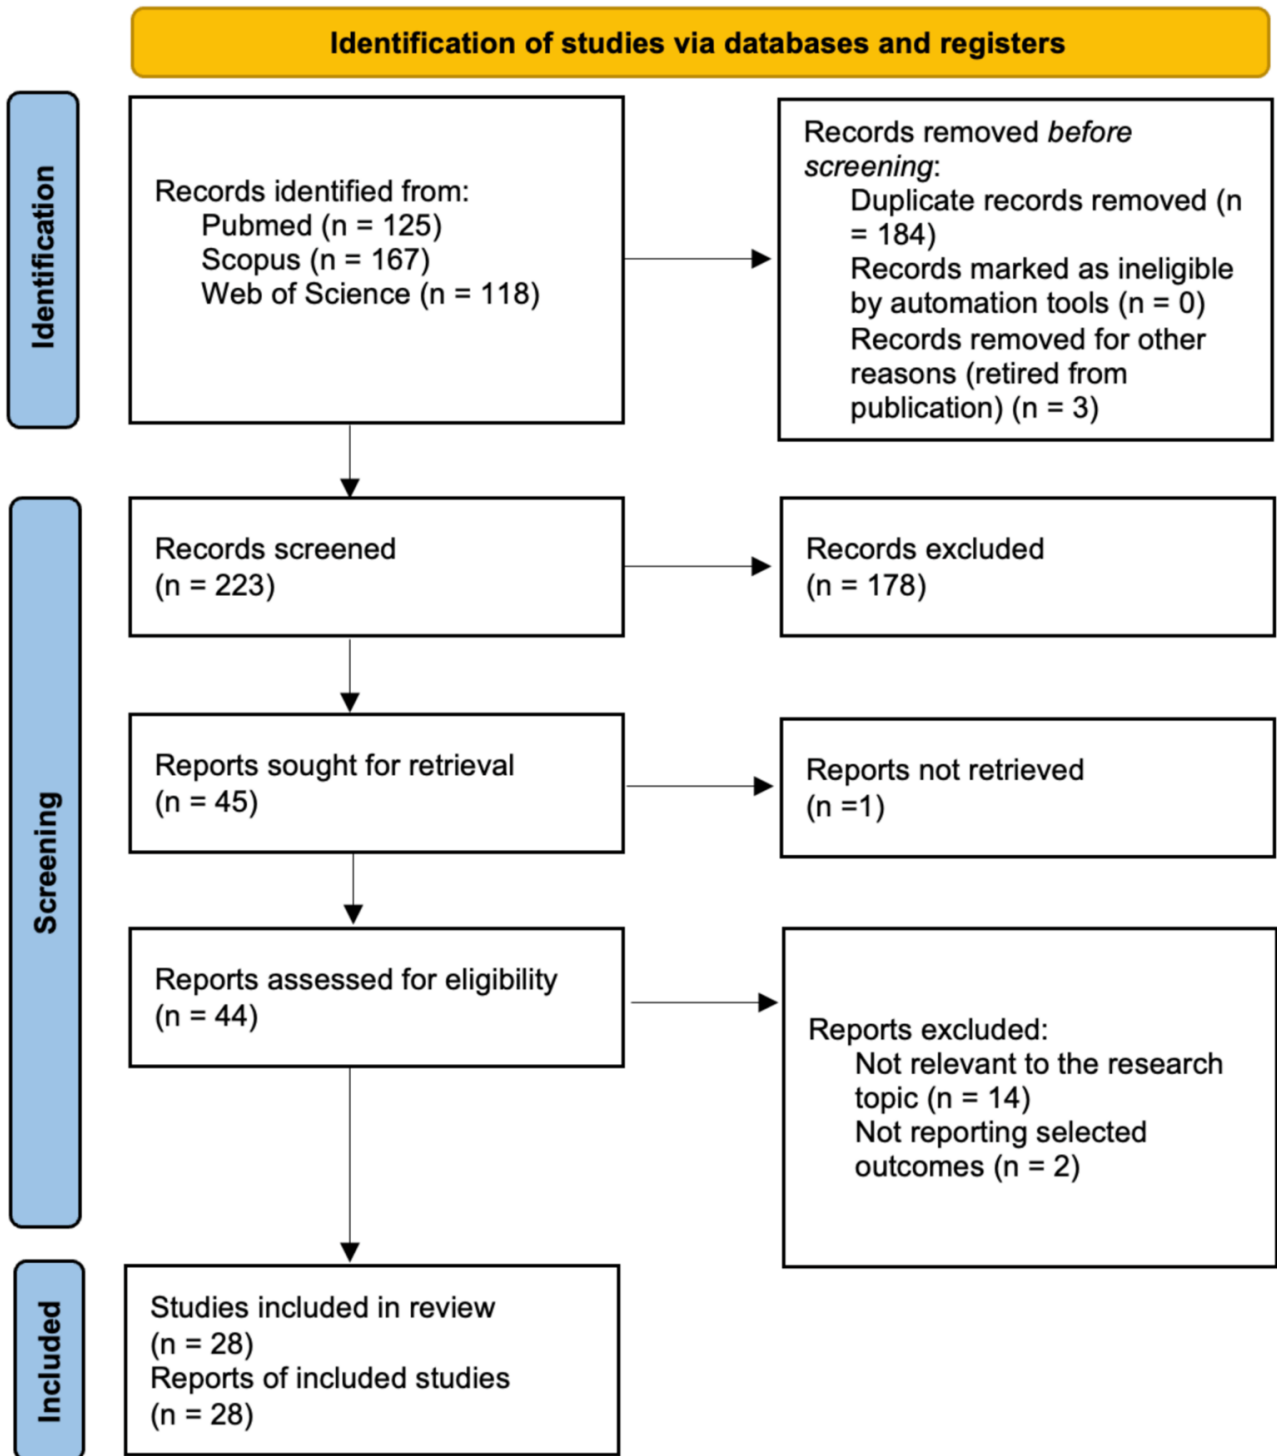 Identification of studies via databases and registers
Identification
Records identified from:
Pubmed (n = 125)
Scopus (n = 167)
Web of Science (n = 118)
Records removed before
screening:
Duplicate records removed (n
= 184)
Records marked as ineligible
by automation tools (n = 0)
Records removed for other
reasons (retired from
publication) (n = 3)
Screening
Records screened
(n = 223)
Records excluded
(n = 178)
Reports sought for retrieval
(n = 45)
Reports not retrieved
(n =1)
Reports assessed for eligibility
(n = 44)
Reports excluded:
Not relevant to the research
topic (n = 14)
Not reporting selected
outcomes (n = 2)
Included
Studies included in review
(n = 28)
Reports of included studies
(n = 28)